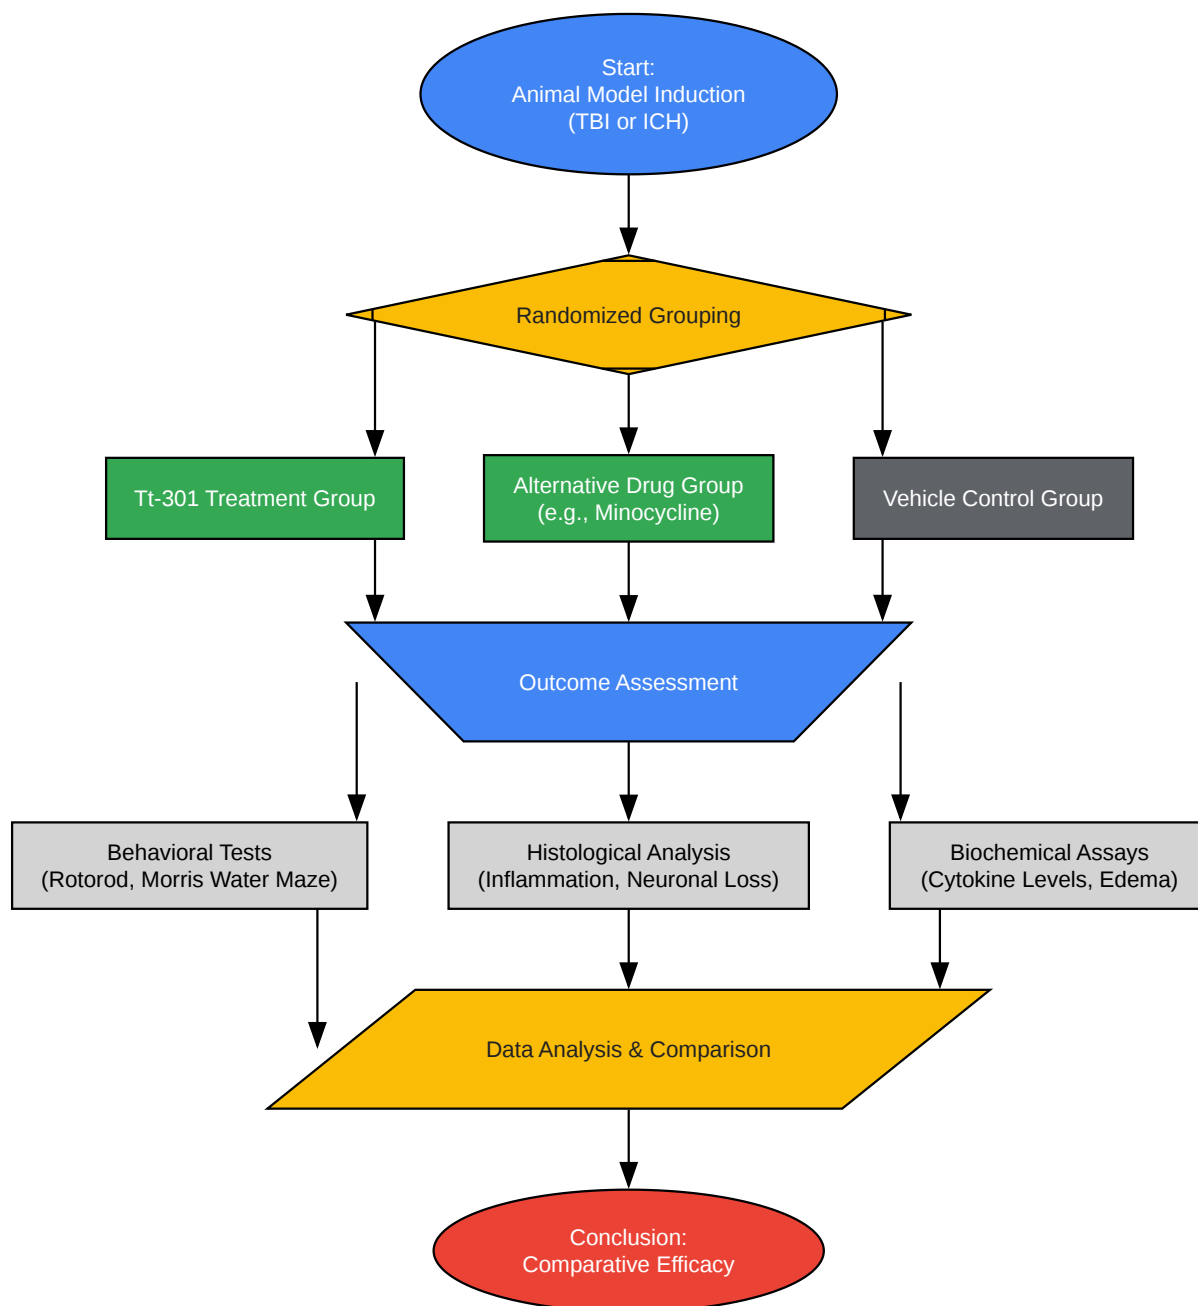 Start:
Animal Model Induction
(TBI or ICH)
Randomized Grouping
Tt-301 Treatment Group
Alternative Drug Group
(e.g., Minocycline)
Vehicle Control Group
Outcome Assessment
Behavioral Tests
(Rotorod, Morris Water Maze)
Histological Analysis
(Inflammation, Neuronal Loss)
Biochemical Assays
(Cytokine Levels, Edema)
Data Analysis & Comparison
Conclusion:
Comparative Efficacy